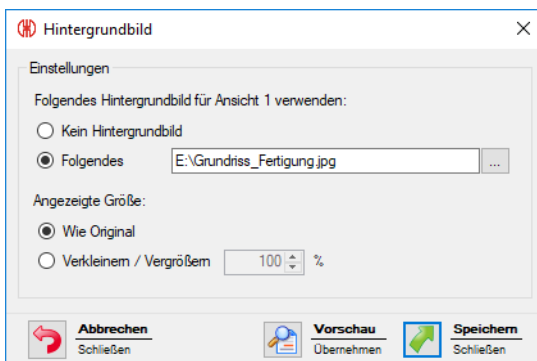 Hintergrundbild
Einstellungen
Folgendes Hintergrundbild für Ansicht 1 verwenden:
Kein Hintergrundbild
Folgendes E:\Grundriss_Fertigung.jpg ...
Angezeigte Größe:
Wie Original
Verkleinern / Vergrößern 100 %
Abbrechen Vorschau Speichern
Schließen Übernehmen Schließen